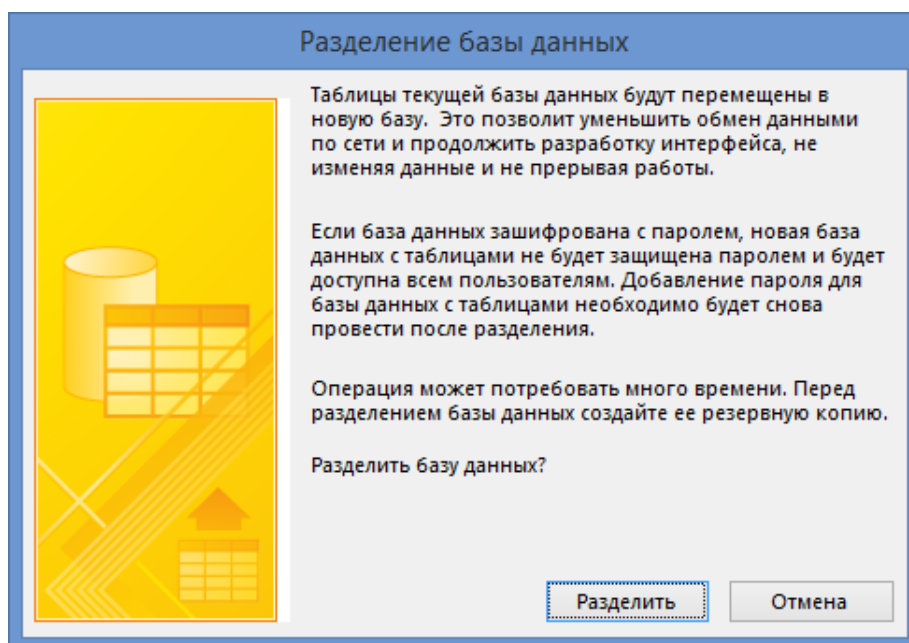 Разделение базы данных
Таблицы текущей базы данных будут перемещены в
новую базу.  Это позволит уменьшить обмен данными
по сети и продолжить разработку интерфейса, не
изменяя данные и не прерывая работы.
Если база данных зашифрована с паролем, новая база
данных с таблицами не будет защищена паролем и будет
доступна всем пользователям. Добавление пароля для
базы данных с таблицами необходимо будет снова
провести после разделения.
Операция может потребовать много времени. Перед
разделением базы данных создайте ее резервную копию.
Разделить базу данных?
Разделить
Отмена